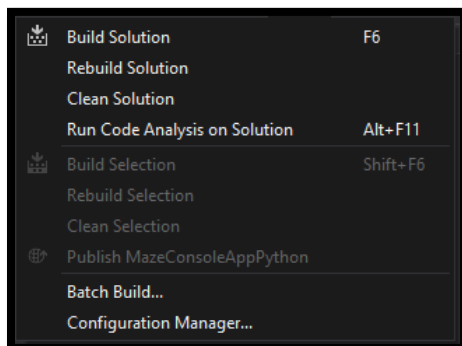 Build Solution F6
Rebuild Solution
Clean Solution
Run Code Analysis on Solution Alt+F11
Build Selection Shift+F6
Rebuild Selection
Clean Selection
Publish MazeConsoleAppPython
Batch Build...
Configuration Manager...